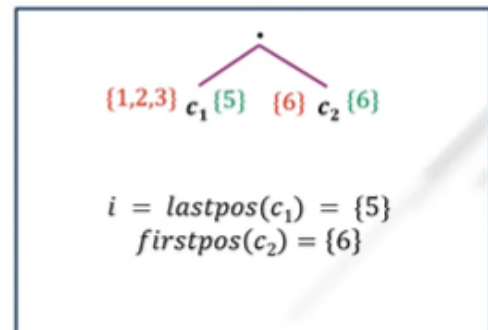 .
{1,2,3} c₁ {5} {6} c₂ {6}
i = lastpos(c₁) = {5}
firstpos(c₂) = {6}